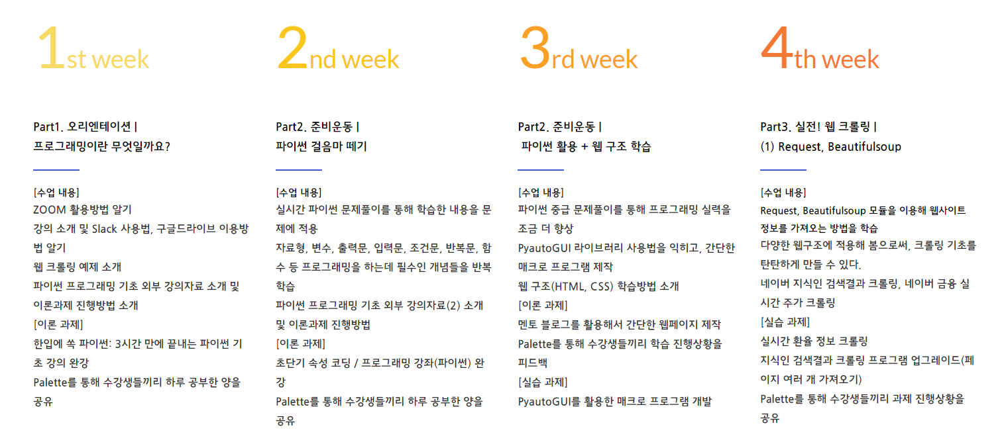 1st week
Part1. 오리엔테이션 |
프로그래밍이란 무엇일까요?
[수업 내용]
ZOOM 활용방법 알기
강의 소개 및 Slack 사용법, 구글드라이브 이용방
법 알기
웹 크롤링 예제 소개
파이썬 프로그래밍 기초 외부 강의자료 소개 및
이론과제 진행방법 소개
[이론 과제]
한입에 쏙 파이썬: 3시간 만에 끝내는 파이썬 기
초 강의 완강
Palette를 통해 수강생들끼리 하루 공부한 양을
공유
2nd week
Part2. 준비운동 |
파이썬 걸음마 떼기
[수업 내용]
실시간 파이썬 문제풀이를 통해 학습한 내용을 문
제에 적용
자료형, 변수, 출력문, 입력문, 조건문, 반복문, 함
수 등 프로그래밍을 하는데 필수인 개념들을 반복
학습
파이썬 프로그래밍 기초 외부 강의자료(2) 소개
및 이론과제 진행방법
[이론 과제]
초단기 속성 코딩 / 프로그래밍 강좌(파이썬) 완
강
Palette를 통해 수강생들끼리 하루 공부한 양을
공유
3rd week
Part2. 준비운동 |
파이썬 활용 + 웹 구조 학습
[수업 내용]
파이썬 중급 문제풀이를 통해 프로그래밍 실력을
조금 더 향상
PyautoGUI 라이브러리 사용법을 익히고, 간단한
매크로 프로그램 제작
웹 구조(HTML, CSS) 학습방법 소개
[이론 과제]
멘토 블로그를 활용해서 간단한 웹페이지 제작
Palette를 통해 수강생들끼리 학습 진행상황을
피드백
[실습 과제]
PyautoGUI를 활용한 매크로 프로그램 개발
4th week
Part3. 실전! 웹 크롤링 |
(1) Request, Beautifulsoup
[수업 내용]
Request, Beautifulsoup 모듈을 이용해 웹사이트
정보를 가져오는 방법을 학습
다양한 웹구조에 적용해 봄으로써, 크롤링 기초를
탄탄하게 만들 수 있다.
네이버 지식인 검색결과 크롤링, 네이버 금융 실
시간 주가 크롤링
[실습 과제]
실시간 환율 정보 크롤링
지식인 검색결과 크롤링 프로그램 업그레이드(페
이지 여러 개 가져오기)
Palette를 통해 수강생들끼리 과제 진행상황을
공유